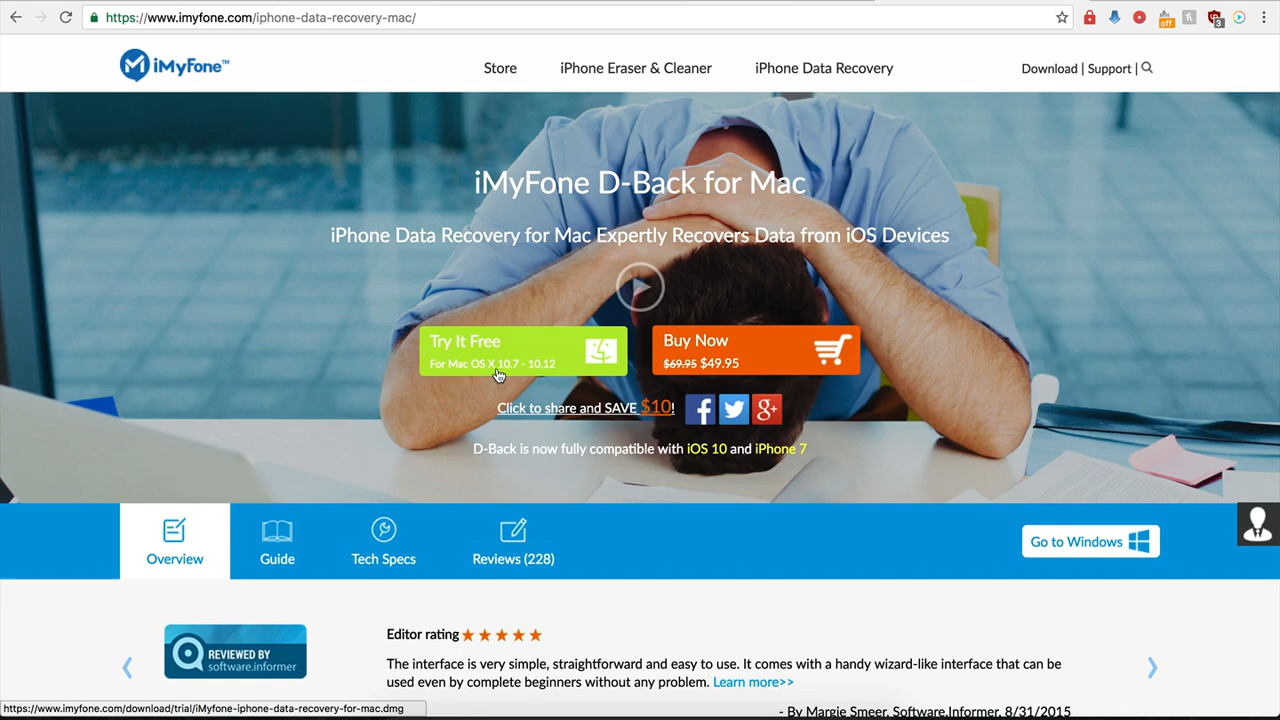 https://www.imyfone.com/iphone-data-recovery-mac/
off
3
iMyFone™
Store
iPhone Eraser & Cleaner
iPhone Data Recovery
Download | Support |
iMyFone D-Back for Mac
iPhone Data Recovery for Mac Expertly Recovers Data from iOS Devices
Try It Free
For Mac OS X 10.7 - 10.12
Buy Now
$69.95 $49.95
Click to share and SAVE $10!
D-Back is now fully compatible with iOS 10 and iPhone 7
Overview
Guide
Tech Specs
Reviews (228)
Go to Windows
REVIEWED BY
software.informer
Editor rating
The interface is very simple, straightforward and easy to use. It comes with a handy wizard-like interface that can be
used even by complete beginners without any problem. Learn more>>
- By Margie Smeer, Software.Informer, 8/31/2015
https://www.imyfone.com/download/trial/iMyfone-iphone-data-recovery-for-mac.dmg